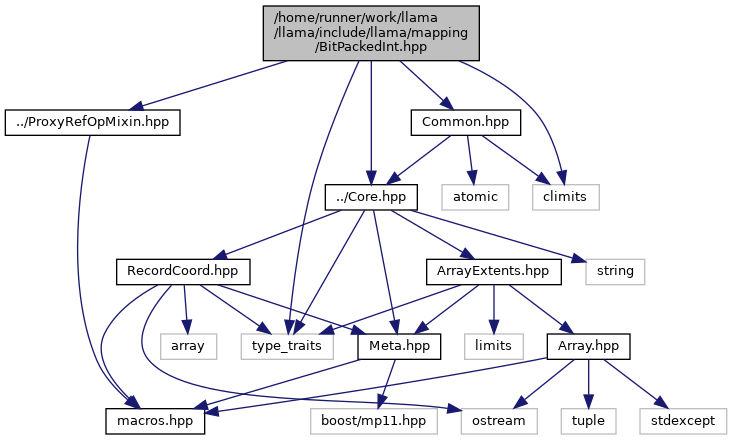 /home/runner/work/llama
/llama/include/llama/mapping
/BitPackedInt.hpp
../ProxyRefOpMixin.hpp
Common.hpp
../Core.hpp
atomic
climits
RecordCoord.hpp
ArrayExtents.hpp
string
array
type_traits
Meta.hpp
limits
Array.hpp
macros.hpp
boost/mp11.hpp
ostream
tuple
stdexcept